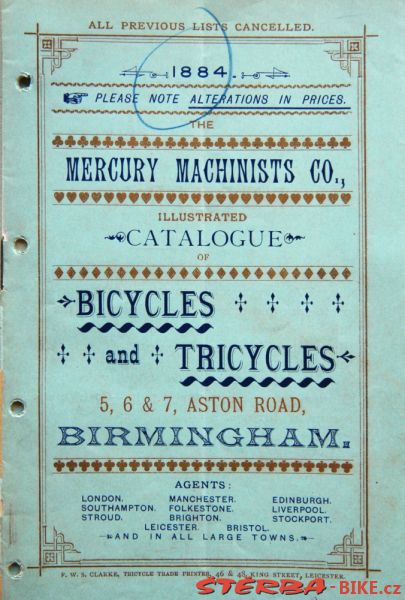 ALL PREVIOUS LISTS CANCELLED.
1884.
PLEASE NOTE ALTERATIONS IN PRICES.
THE
MERCURY MACHINISTS CO.,
ILLUSTRATED
CATALOGUE
OF
BICYCLES
and TRICYCLES
5, 6 & 7, ASTON ROAD,
BIRMINGHAM.
AGENTS:
LONDON. MANCHESTER. EDINBURGH.
SOUTHAMPTON. FOLKESTONE. LIVERPOOL.
STROUD. BRIGHTON. STOCKPORT.
LEICESTER. BRISTOL.
AND IN ALL LARGE TOWNS.
F. W. S. CLARKE, TRICYCLE TRADE PRINTER, 46 & 48, KING STREET, LEICESTER.
STERBA-BIKE.cz